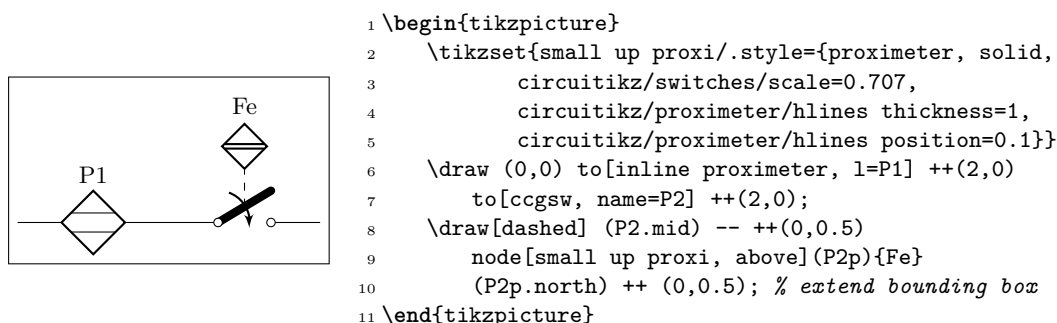 Fe
P1
1 \begin{tikzpicture}
2 \tikzset{small up proxi/.style={proximeter, solid,
3 circuitikz/switches/scale=0.707,
4 circuitikz/proximeter/hlines thickness=1,
5 circuitikz/proximeter/hlines position=0.1}}
6 \draw (0,0) to[inline proximeter, l=P1] ++(2,0)
7 to[ccgsw, name=P2] ++(2,0);
8 \draw[dashed] (P2.mid) -- ++(0,0.5)
9 node[small up proxi, above](P2p){Fe}
10 (P2p.north) ++ (0,0.5); % extend bounding box
11 \end{tikzpicture}